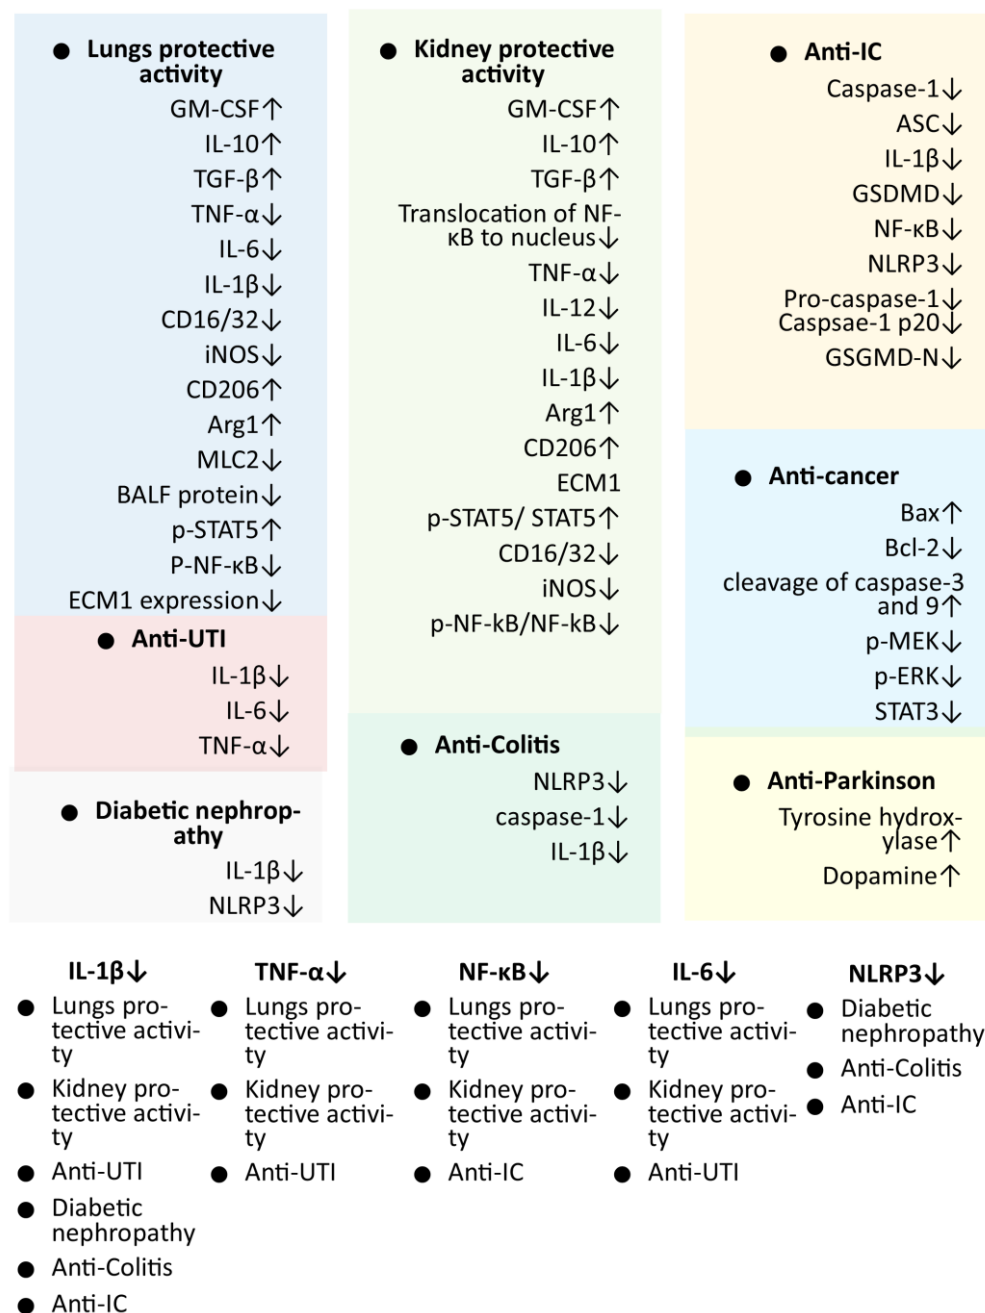 ● Lungs protective
activity
GM-CSF↑
IL-10↑
TGF-β↑
TNF-α↓
IL-6↓
IL-1β↓
CD16/32↓
iNOS↓
CD206↑
Arg1↑
MLC2↓
BALF protein↓
p-STAT5↑
P-NF-κB↓
ECM1 expression↓
● Anti-UTI
IL-1β↓
IL-6↓
TNF-α↓
● Diabetic nephrop-
athy
IL-1β↓
NLRP3↓
● Kidney protective
activity
GM-CSF↑
IL-10↑
TGF-β↑
Translocation of NF-
κB to nucleus↓
TNF-α↓
IL-12↓
IL-6↓
IL-1β↓
Arg1↑
CD206↑
ECM1
p-STAT5/ STAT5↑
CD16/32↓
iNOS↓
p-NF-kB/NF-kB↓
● Anti-Colitis
NLRP3↓
caspase-1↓
IL-1β↓
● Anti-IC
Caspase-1↓
ASC↓
IL-1β↓
GSDMD↓
NF-κB↓
NLRP3↓
Pro-caspase-1↓
Caspsae-1 p20↓
GSGMD-N↓
● Anti-cancer
Bax↑
Bcl-2↓
cleavage of caspase-3
and 9↑
p-MEK↓
p-ERK↓
STAT3↓
● Anti-Parkinson
Tyrosine hydrox-
ylase↑
Dopamine↑
IL-1β↓
● Lungs pro-
tective activi-
ty
● Kidney pro-
tective activi-
ty
● Anti-UTI
● Diabetic
nephropathy
● Anti-Colitis
● Anti-IC
TNF-α↓
● Lungs pro-
tective activi-
ty
● Kidney pro-
tective activi-
ty
● Anti-UTI
NF-κB↓
● Lungs pro-
tective activi-
ty
● Kidney pro-
tective activi-
ty
● Anti-IC
IL-6↓
● Lungs pro-
tective activi-
ty
● Kidney pro-
tective activi-
ty
● Anti-UTI
NLRP3↓
● Diabetic
nephropathy
● Anti-Colitis
● Anti-IC